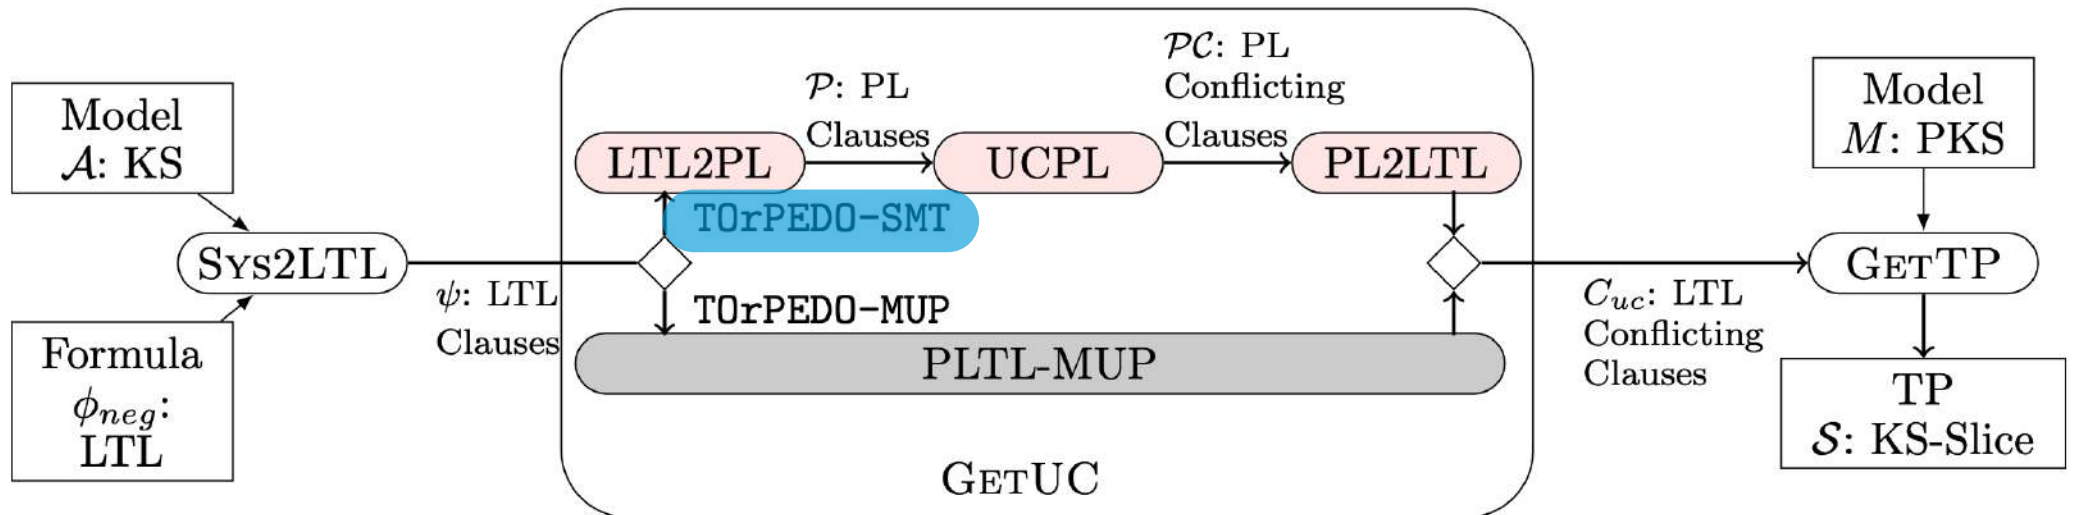 Model
𝒜: KS
Formula
ϕ_neg:
LTL
SYS2LTL
ψ: LTL
Clauses
LTL2PL
𝒫: PL
Clauses
UCPL
𝒫𝒞: PL
Conflicting
Clauses
PL2LTL
TOrPEDO-SMT
TOrPEDO-MUP
PLTL-MUP
GETUC
C_uc: LTL
Conflicting
Clauses
Model
M: PKS
GETTP
TP
𝒮: KS-Slice